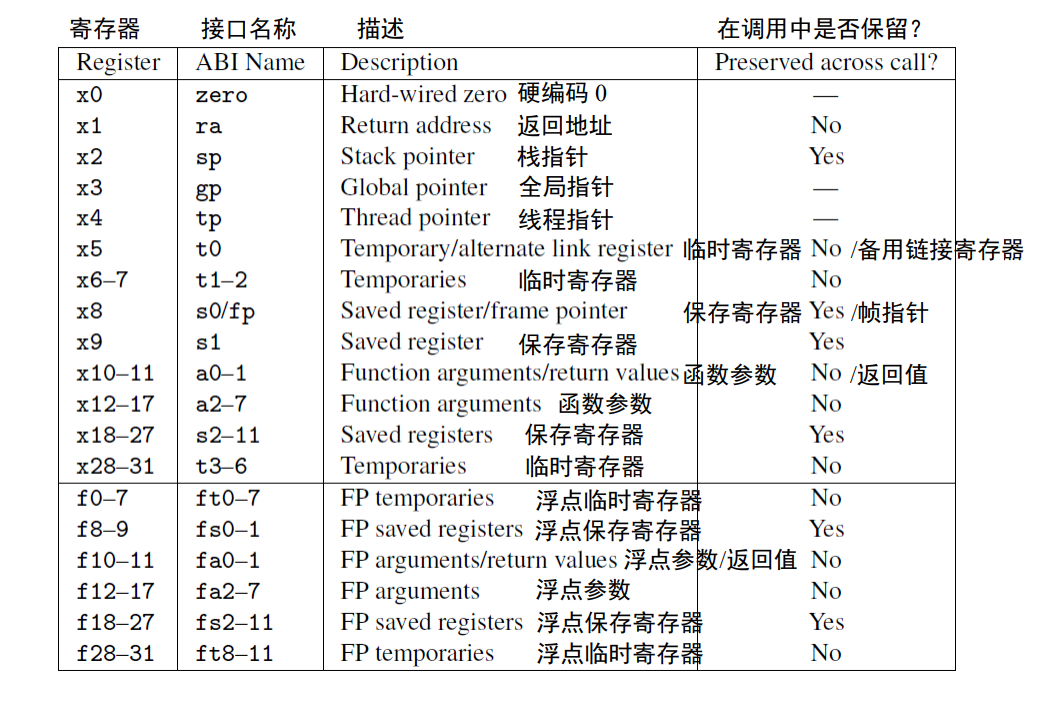 寄存器 接口名称 描述 在调用中是否保留?
Register ABI Name Description Preserved across call?
x0 zero Hard-wired zero 硬编码 0 —
x1 ra Return address 返回地址 No
x2 sp Stack pointer 栈指针 Yes
x3 gp Global pointer 全局指针 —
x4 tp Thread pointer 线程指针 —
x5 t0 Temporary/alternate link register 临时寄存器 No /备用链接寄存器
x6–7 t1–2 Temporaries 临时寄存器 No
x8 s0/fp Saved register/frame pointer 保存寄存器 Yes /帧指针
x9 s1 Saved register 保存寄存器 Yes
x10–11 a0–1 Function arguments/return values 函数参数 No /返回值
x12–17 a2–7 Function arguments 函数参数 No
x18–27 s2–11 Saved registers 保存寄存器 Yes
x28–31 t3–6 Temporaries 临时寄存器 No
f0–7 ft0–7 FP temporaries 浮点临时寄存器 No
f8–9 fs0–1 FP saved registers 浮点保存寄存器 Yes
f10–11 fa0–1 FP arguments/return values 浮点参数/返回值 No
f12–17 fa2–7 FP arguments 浮点参数 No
f18–27 fs2–11 FP saved registers 浮点保存寄存器 Yes
f28–31 ft8–11 FP temporaries 浮点临时寄存器 No